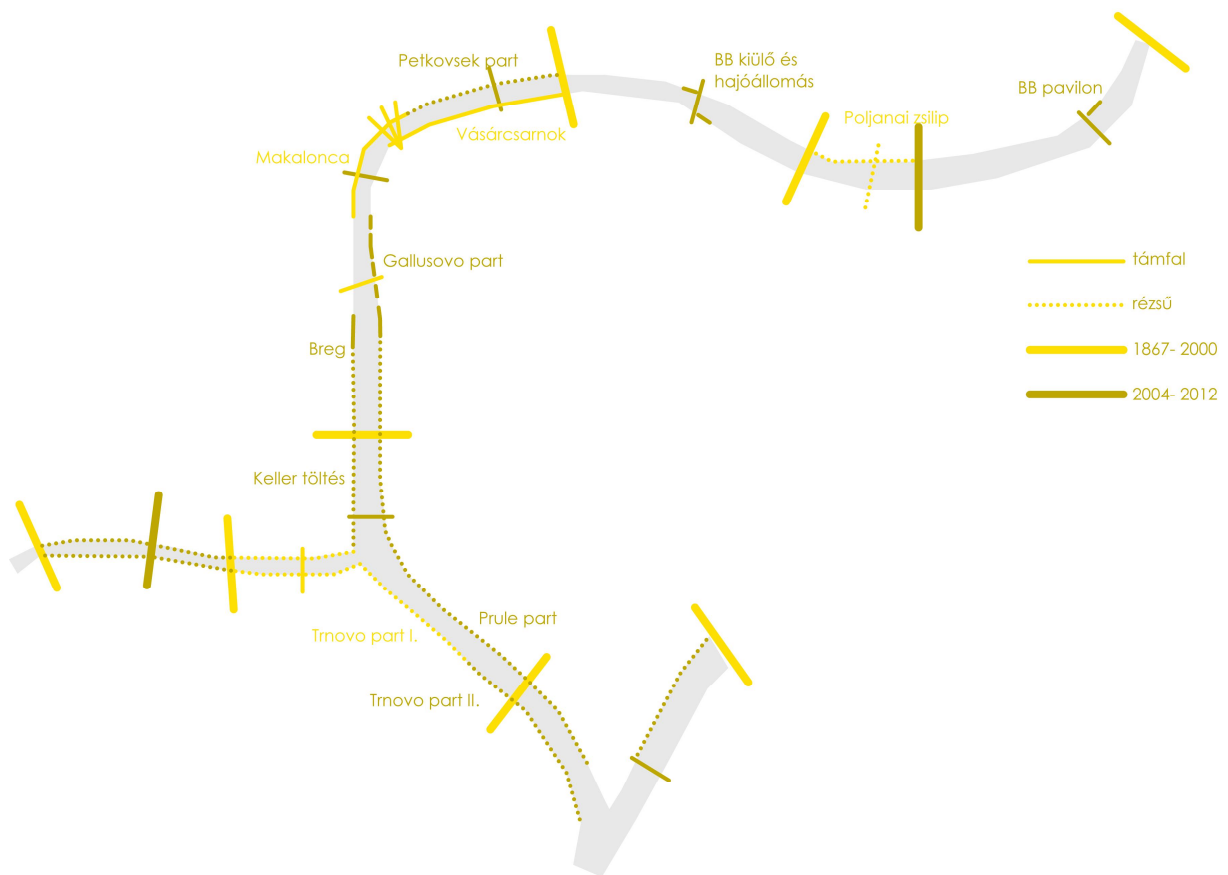 Petkovsek part
BB kiülő és
hajóállomás
BB pavilon
Poljanai zsilip
Vásárcsarnok
Makalonca
Gallusovo part
támfal
rézsű
Breg
1867- 2000
2004- 2012
Keller töltés
Prule part
Trnovo part I.
Trnovo part II.